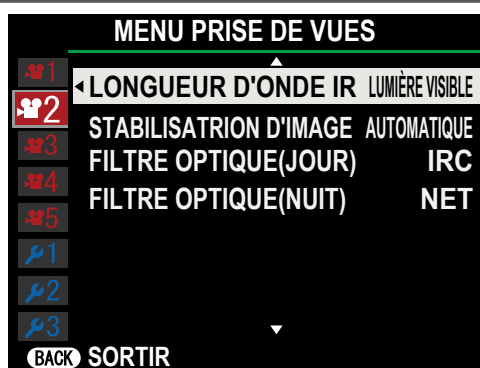 MENU PRISE DE VUES
1
LONGUEUR D'ONDE IR LUMIÈRE VISIBLE
2
STABILISATRION D'IMAGE AUTOMATIQUE
3
FILTRE OPTIQUE(JOUR) IRC
4
FILTRE OPTIQUE(NUIT) NET
5
1
2
3
BACK SORTIR